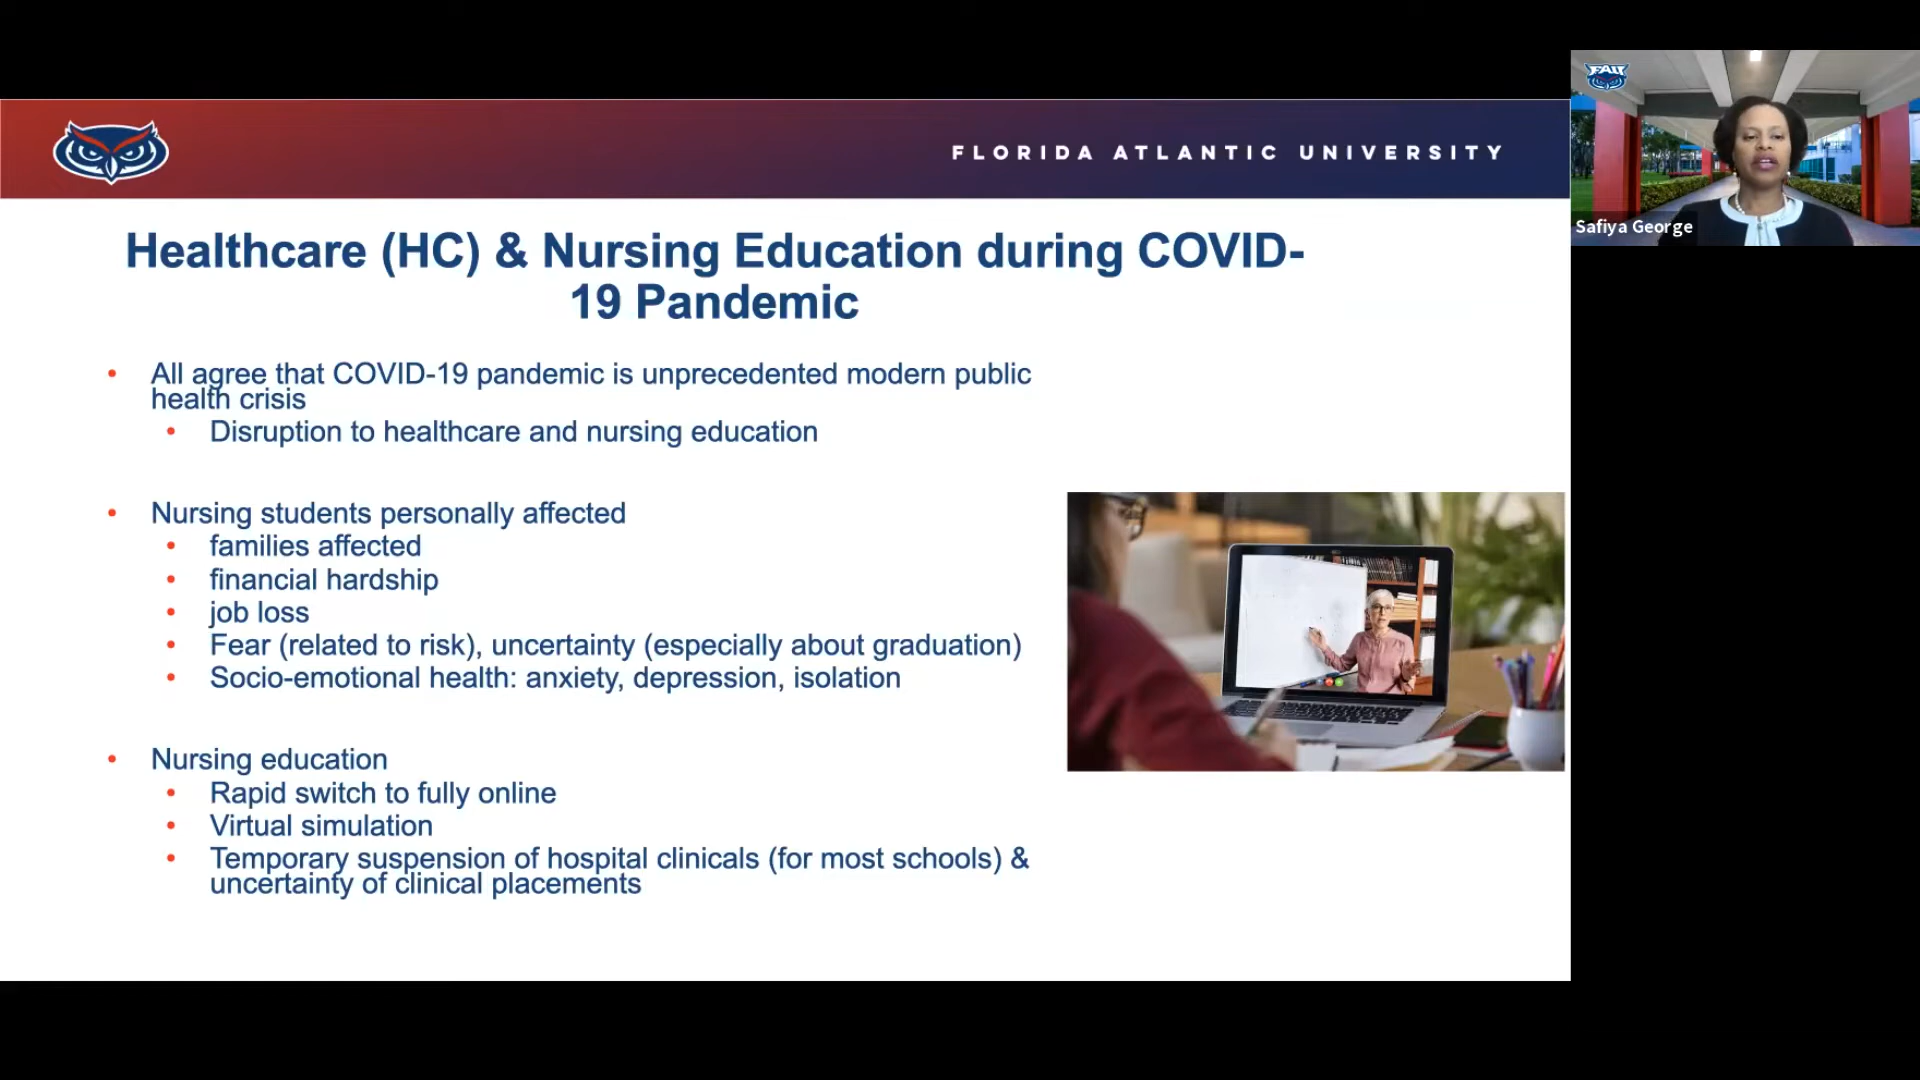 FLORIDA ATLANTIC UNIVERSITY
FAU
Safiya George
Healthcare (HC) & Nursing Education during COVID-
19 Pandemic
• All agree that COVID-19 pandemic is unprecedented modern public
health crisis
• Disruption to healthcare and nursing education
• Nursing students personally affected
• families affected
• financial hardship
• job loss
• Fear (related to risk), uncertainty (especially about graduation)
• Socio-emotional health: anxiety, depression, isolation
• Nursing education
• Rapid switch to fully online
• Virtual simulation
• Temporary suspension of hospital clinicals (for most schools) &
uncertainty of clinical placements